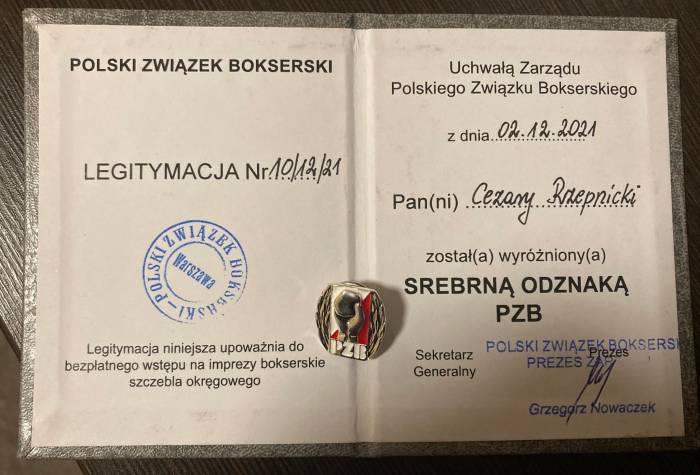 POLSKI ZWIĄZEK BOKSERSKI
LEGITYMACJA Nr 10/12/21
POLSKI ZWIĄZEK BOKSERSKI
Warszawa
Legitymacja niniejsza upoważnia do
bezpłatnego wstępu na imprezy bokserskie
szczebla okręgowego
PZB
Uchwałą Zarządu
Polskiego Związku Bokserskiego
z dnia 02.12.2021
Pan(ni) Cezary Rzepnicki
został(a) wyróżniony(a)
SREBRNĄ ODZNAKĄ
PZB
POLSKI ZWIĄZEK BOKSERSK
Sekretarz Prezes
PREZES
Generalny
Grzegorz Nowaczek